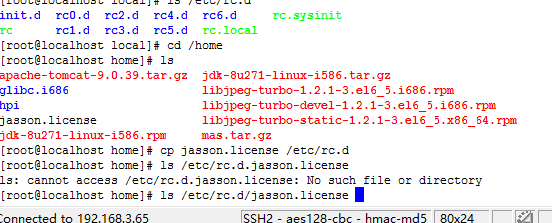 [root@localhost local]# ls /etc/rc.d
init.d rc0.d rc2.d rc4.d rc6.d rc.sysinit
rc rc1.d rc3.d rc5.d rc.local
[root@localhost local]# cd /home
[root@localhost home]# ls
apache-tomcat-9.0.39.tar.gz jdk-8u271-linux-i586.tar.gz
glibc.i686 libjpeg-turbo-1.2.1-3.el6_5.i686.rpm
hpi libjpeg-turbo-devel-1.2.1-3.el6_5.i686.rpm
jasson.license libjpeg-turbo-static-1.2.1-3.el6_5.x86_64.rpm
jdk-8u271-linux-i586.rpm mas.tar.gz
[root@localhost home]# cp jasson.license /etc/rc.d
[root@localhost home]# ls /etc/rc.d.jasson.license
ls: cannot access /etc/rc.d.jasson.license: No such file or directory
[root@localhost home]# ls /etc/rc.d/jasson.license
Connected to 192.168.3.65 SSH2 - aes128-cbc - hmac-md5 80x24